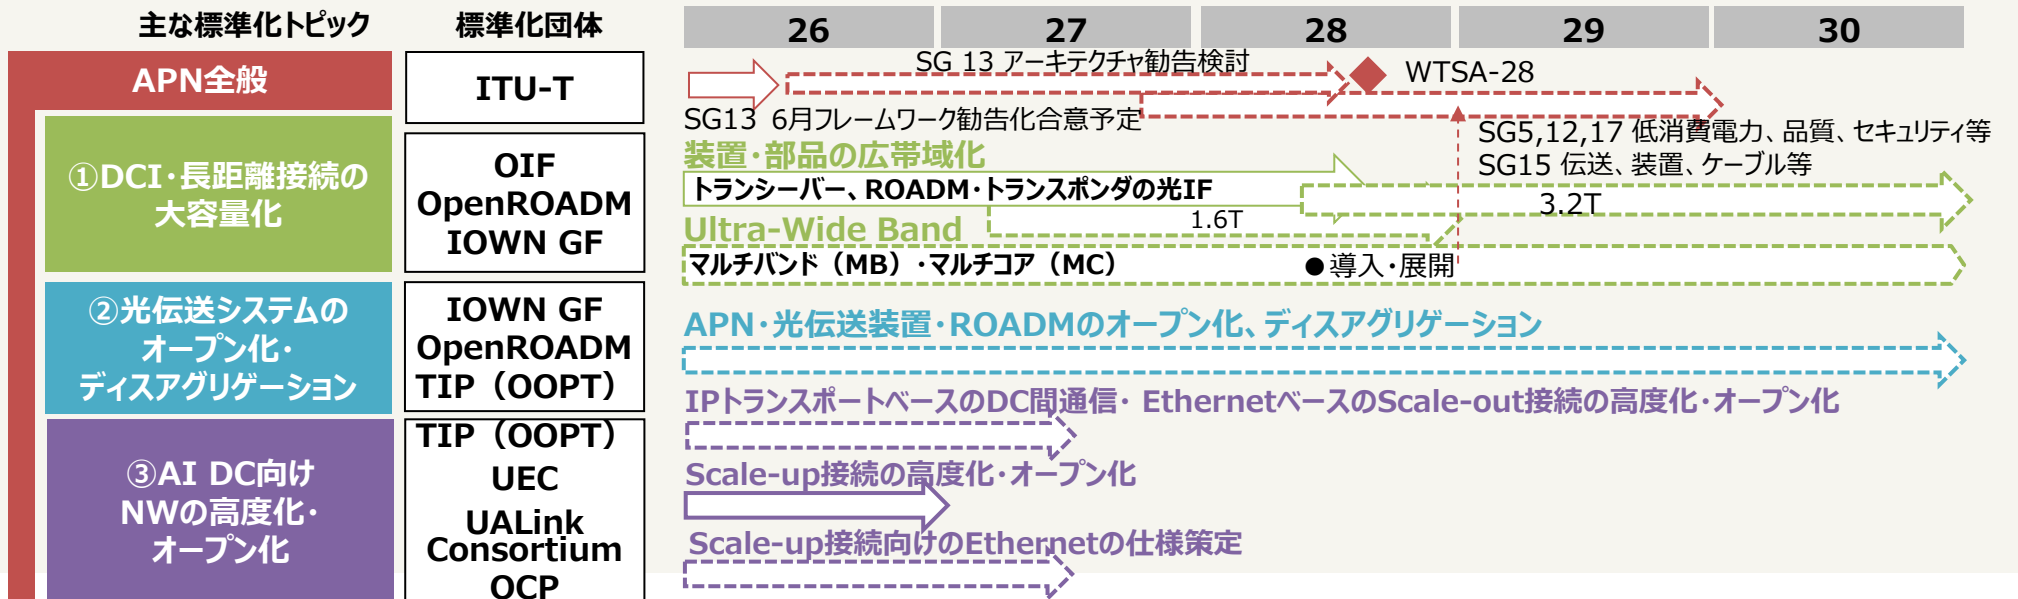 主な標準化トピック
標準化団体
26
27
28
29
30
APN全般
ITU-T
SG 13 アーキテクチャ勧告検討
WTSA-28
SG13 6月フレームワーク勧告化合意予定
SG5,12,17 低消費電力、品質、セキュリティ等
SG15 伝送、装置、ケーブル等
①DCI・長距離接続の
大容量化
OIF
OpenROADM
IOWN GF
装置・部品の広帯域化
トランシーバー、ROADM・トランスポンダの光IF
1.6T
3.2T
Ultra-Wide Band
マルチバンド（MB）・マルチコア（MC）
●導入・展開
②光伝送システムの
オープン化・
ディスアグリゲーション
IOWN GF
OpenROADM
TIP（OOPT）
APN・光伝送装置・ROADMのオープン化、ディスアグリゲーション
③AI DC向け
NWの高度化・
オープン化
TIP（OOPT）
UEC
UALink
Consortium
OCP
IPトランスポートベースのDC間通信・ EthernetベースのScale-out接続の高度化・オープン化
Scale-up接続の高度化・オープン化
Scale-up接続向けのEthernetの仕様策定